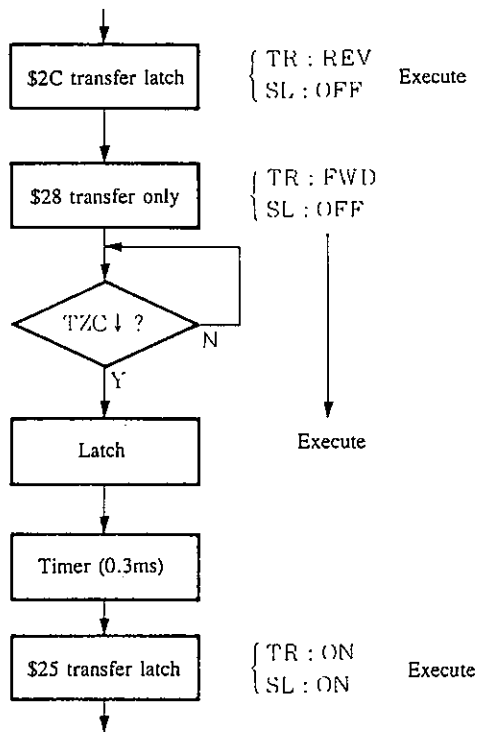 $2C transfer latch
TR : REV
SL : OFF
Execute
$28 transfer only
TR : FWD
SL : OFF
TZC ↓ ?
N
Y
Latch
Execute
Timer (0.3ms)
$25 transfer latch
TR : ON
SL : ON
Execute